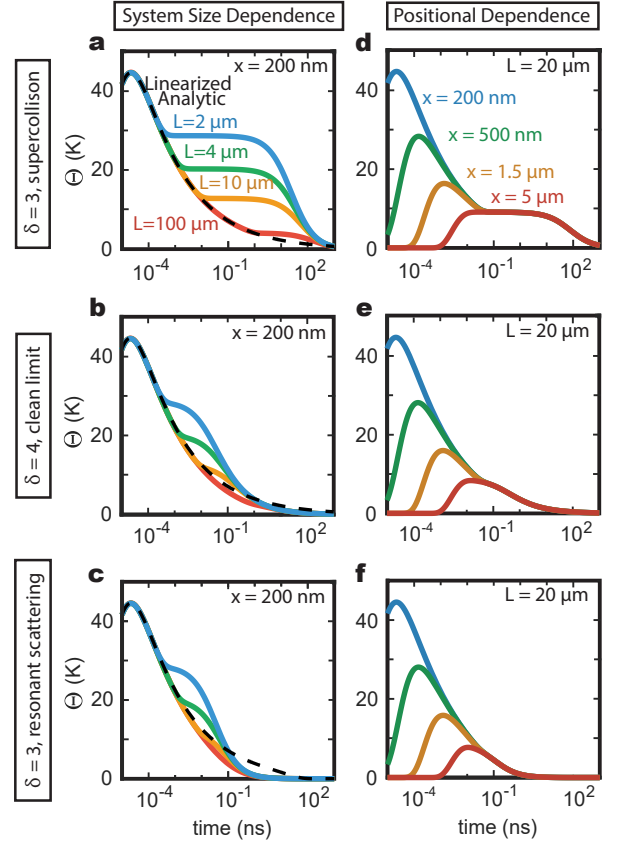 System Size Dependence
Positional Dependence
δ = 3, supercollison
a
x = 200 nm
Linearized
Analytic
L=2 µm
L=4 µm
L=10 µm
L=100 µm
Θ (K)
40
20
0
10⁻⁴
10⁻¹
10²
d
L = 20 µm
x = 200 nm
x = 500 nm
x = 1.5 µm
x = 5 µm
40
20
0
10⁻⁴
10⁻¹
10²
δ = 4, clean limit
b
x = 200 nm
Θ (K)
40
20
0
10⁻⁴
10⁻¹
10²
e
L = 20 µm
40
20
0
10⁻⁴
10⁻¹
10²
δ = 3, resonant scattering
c
x = 200 nm
Θ (K)
40
20
0
10⁻⁴
10⁻¹
10²
time (ns)
f
L = 20 µm
40
20
0
10⁻⁴
10⁻¹
10²
time (ns)